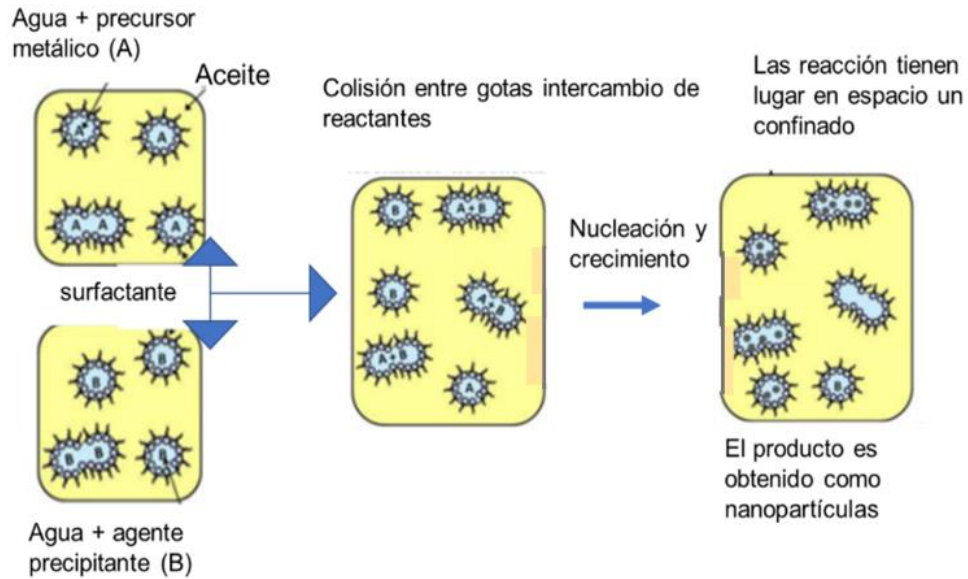 Agua + precursor
metálico (A)
Aceite
A
A
A A
A
surfactante
B
B
B B
B
Agua + agente
precipitante (B)
Colisión entre gotas intercambio de
reactantes
B
A + B
B
A + B
A + B
A
Nucleación y
crecimiento
Las reacción tienen
lugar en espacio un
confinado
B
El producto es
obtenido como
nanopartículas